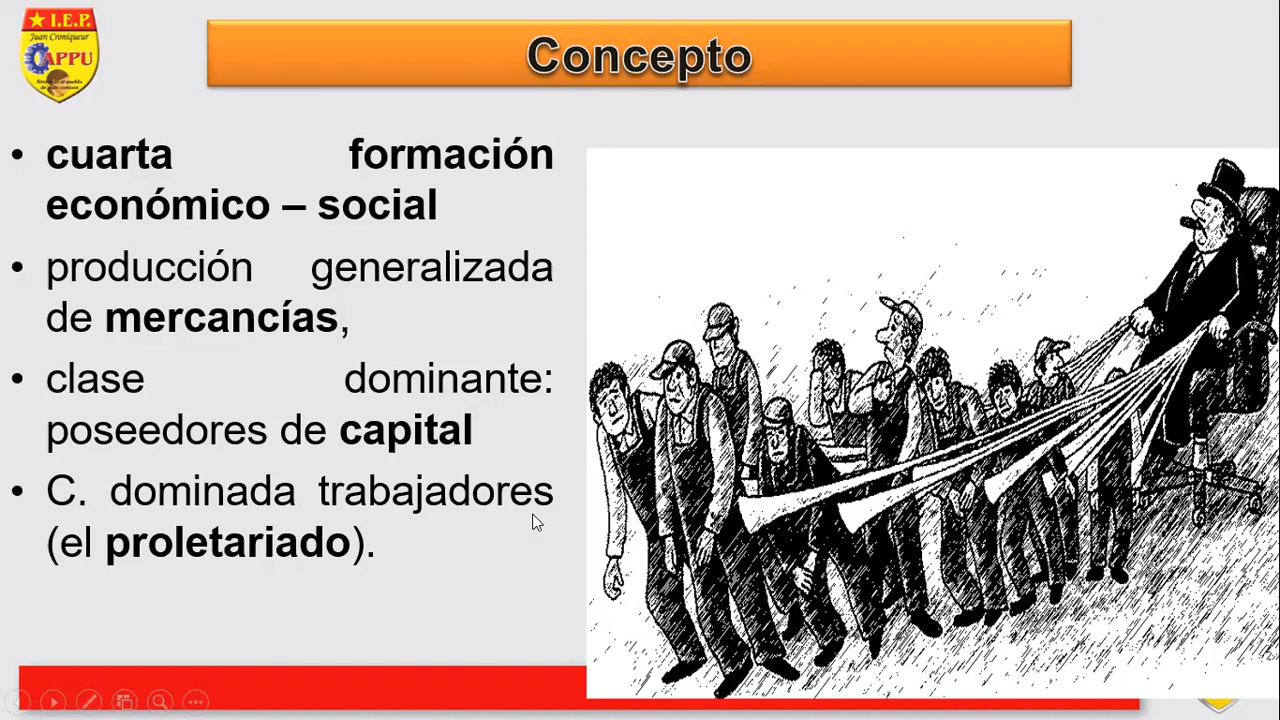 I.E.P.
Juan Croniqueur
CAPPU
Concepto
• cuarta formación
económico – social
• producción generalizada
de mercancías,
• clase dominante:
poseedores de capital
• C. dominada trabajadores
(el proletariado).